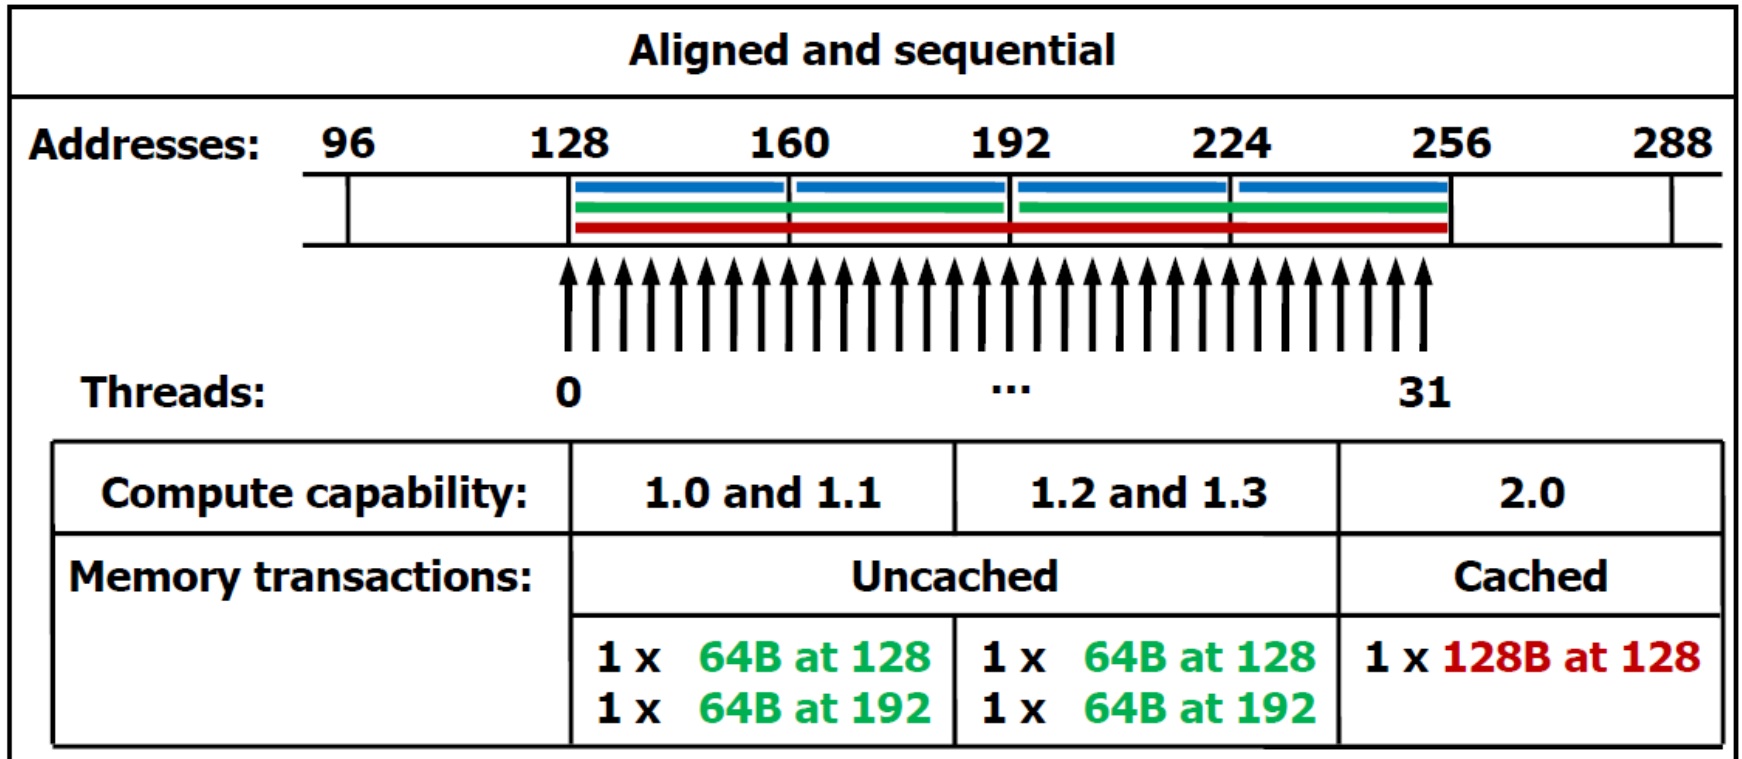 Aligned and sequential
Addresses: 96 128 160 192 224 256 288
Threads: 0 ... 31
Compute capability: 1.0 and 1.1 1.2 and 1.3 2.0
Memory transactions: Uncached Cached
1 x 64B at 128 1 x 64B at 128 1 x 128B at 128
1 x 64B at 192 1 x 64B at 192